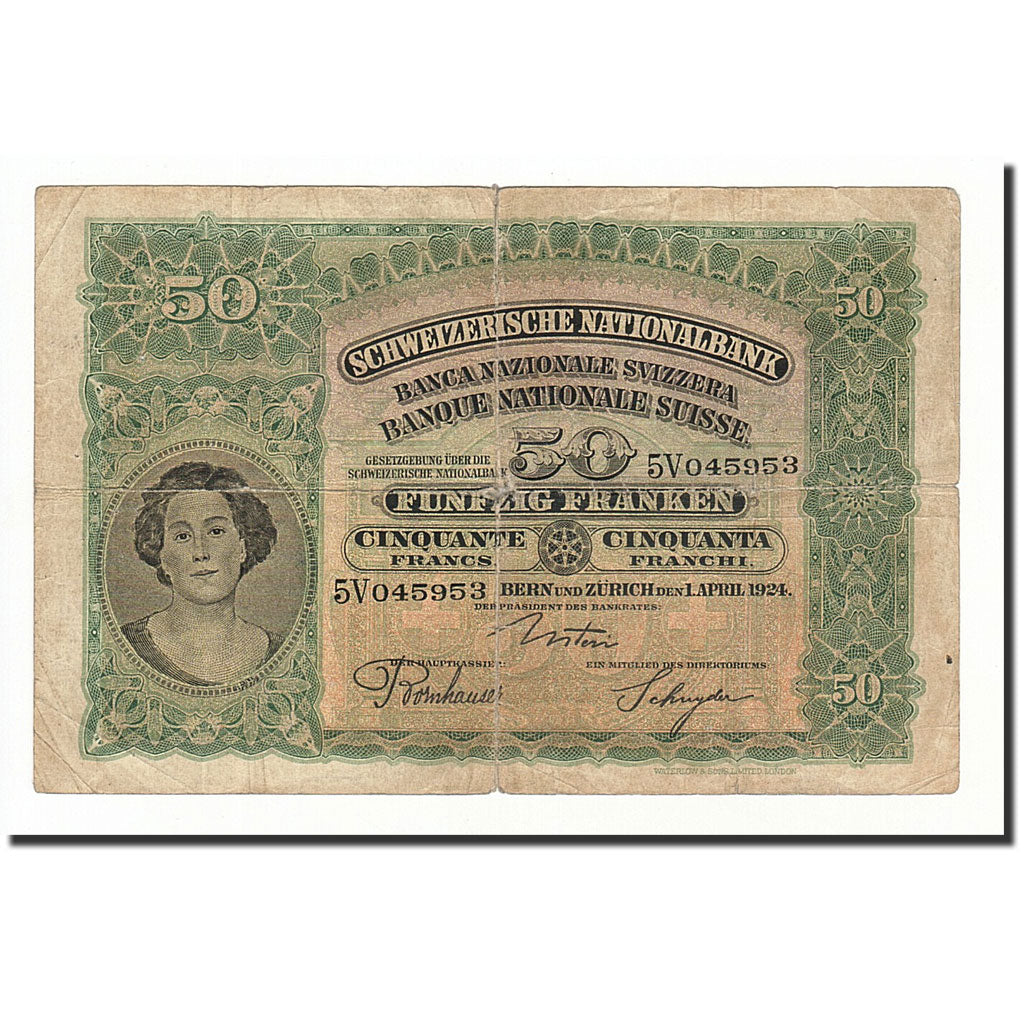 50
50
SCHWEIZERISCHE NATIONALBANK
BANCA NAZIONALE SVIZZERA
BANQUE NATIONALE SUISSE.
GESETZGEBUNG ÜBER DIE
SCHWEIZERISCHE NATIONALBANK
50
5V045953
FÜNFZIG FRANKEN
CINQUANTE
FRANCS
CINQUANTA
FRANCHI.
5V045953 BERN UND ZÜRICH DEN 1. APRIL 1924.
DER PRÄSIDENT DES BANKRATES:
DER HAUPTKASSIER:
EIN MITGLIED DES DIREKTORIUMS:
Bornhauser
Schnyder
50
WATERLOW & SONS, LIMITED LONDON